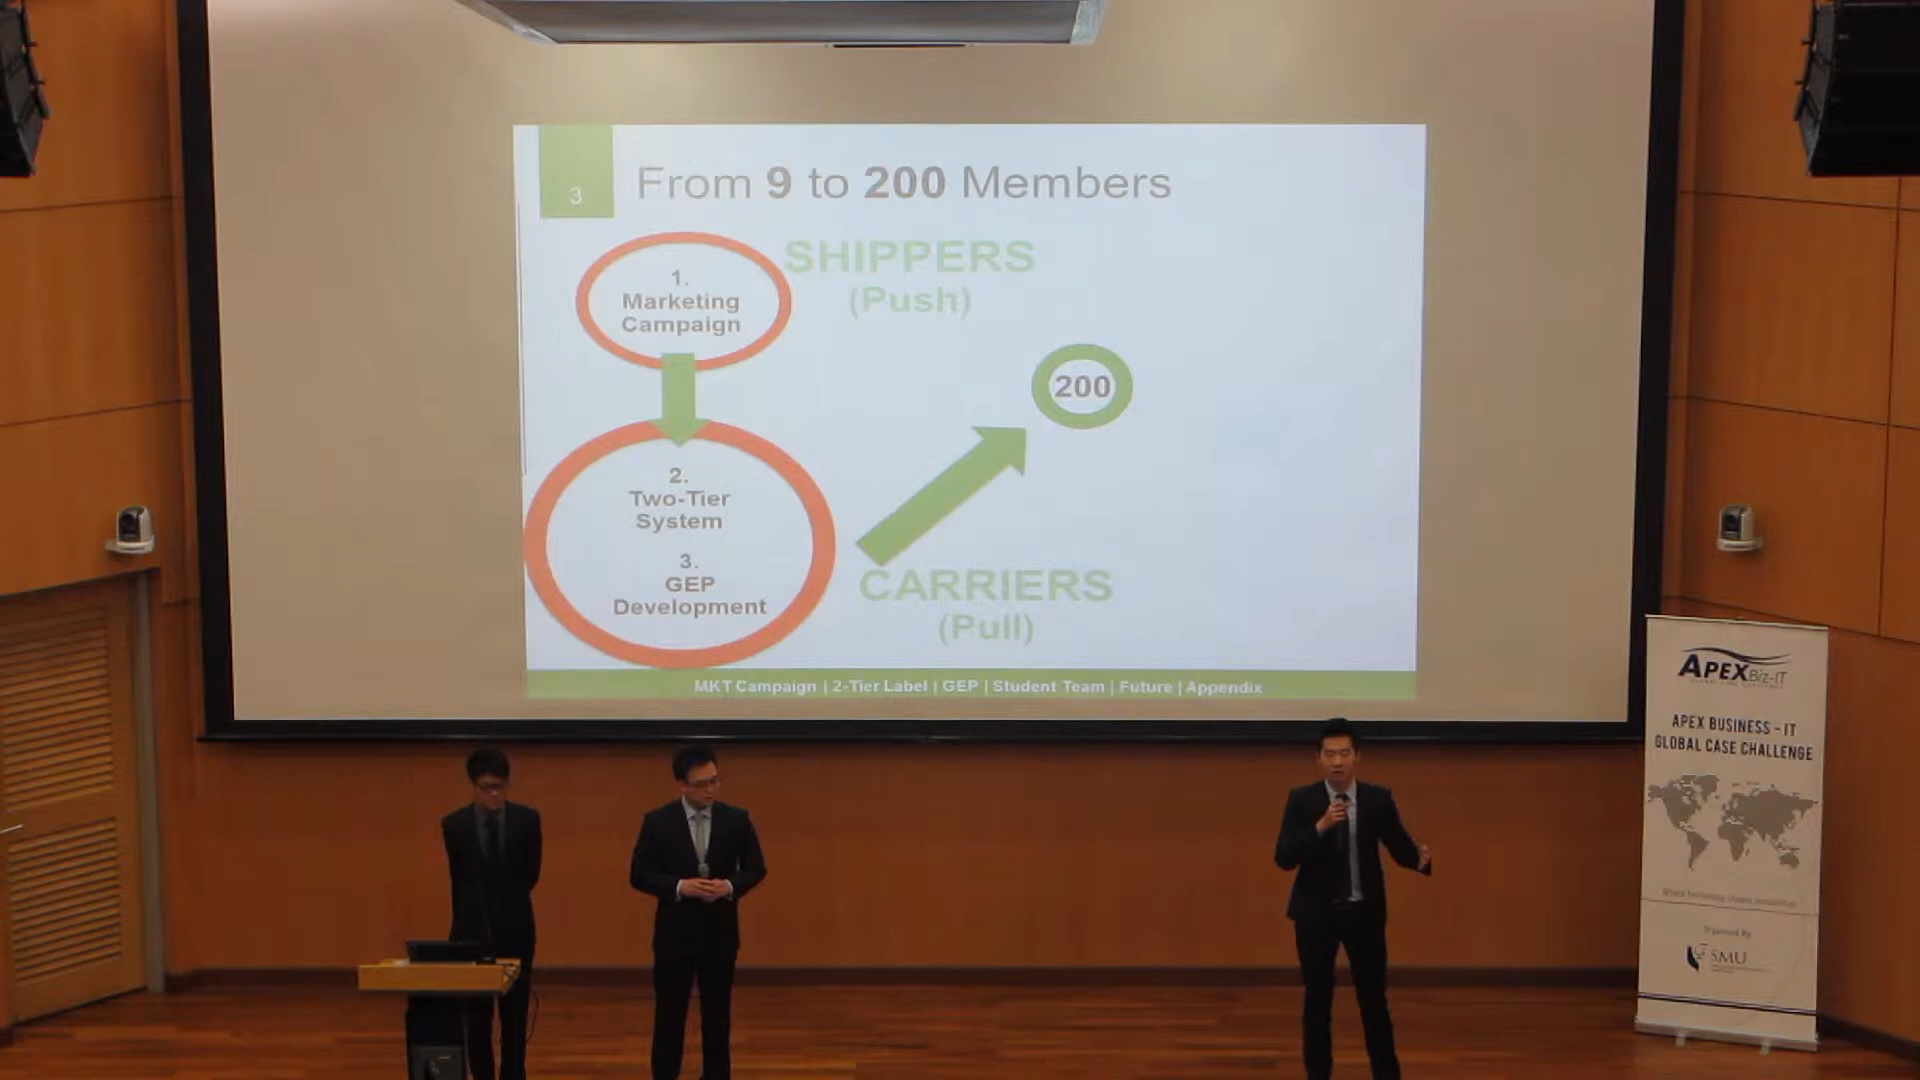 3
From 9 to 200 Members
SHIPPERS
(Push)
1.
Marketing
Campaign
200
2.
Two-Tier
System
3.
GEP
Development
CARRIERS
(Pull)
MKT Campaign | 2-Tier Label | GEP | Student Team | Future | Appendix
APEX Biz-IT
APEX BUSINESS - IT
GLOBAL CASE CHALLENGE
Organised By
SMU